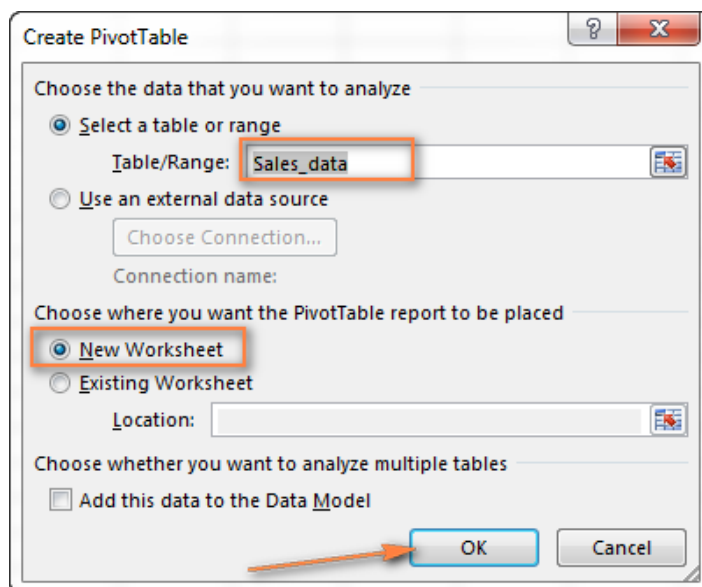 Create PivotTable
?
X
Choose the data that you want to analyze
Select a table or range
Table/Range: Sales_data
Use an external data source
Choose Connection...
Connection name:
Choose where you want the PivotTable report to be placed
New Worksheet
Existing Worksheet
Location:
Choose whether you want to analyze multiple tables
Add this data to the Data Model
OK Cancel